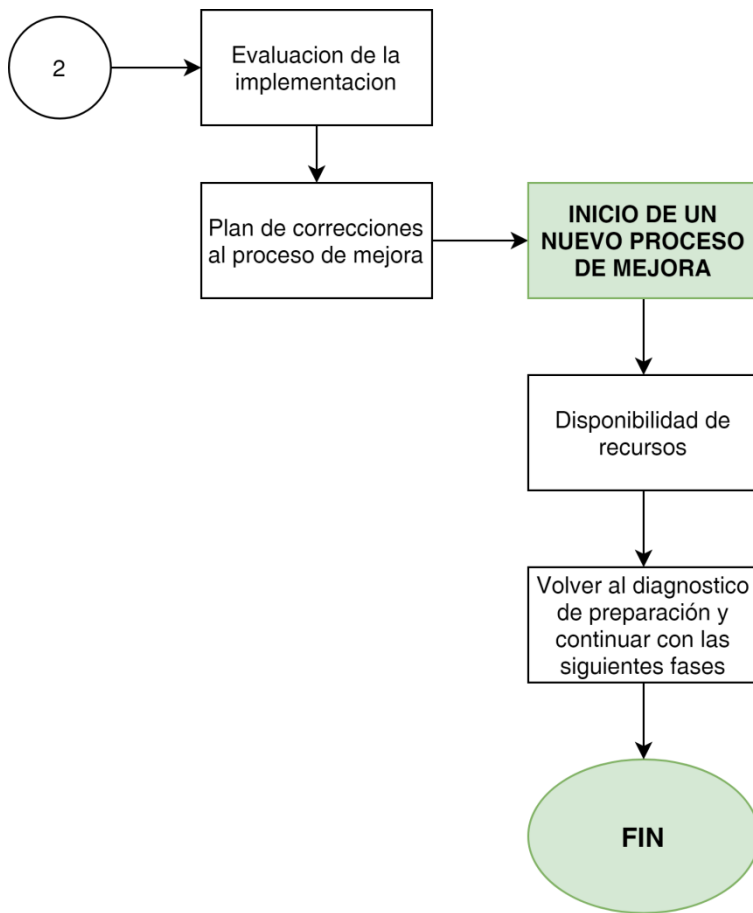 2
Evaluacion de la
implementacion
Plan de correcciones
al proceso de mejora
INICIO DE UN
NUEVO PROCESO
DE MEJORA
Disponibilidad de
recursos
Volver al diagnostico
de preparación y
continuar con las
siguientes fases
FIN